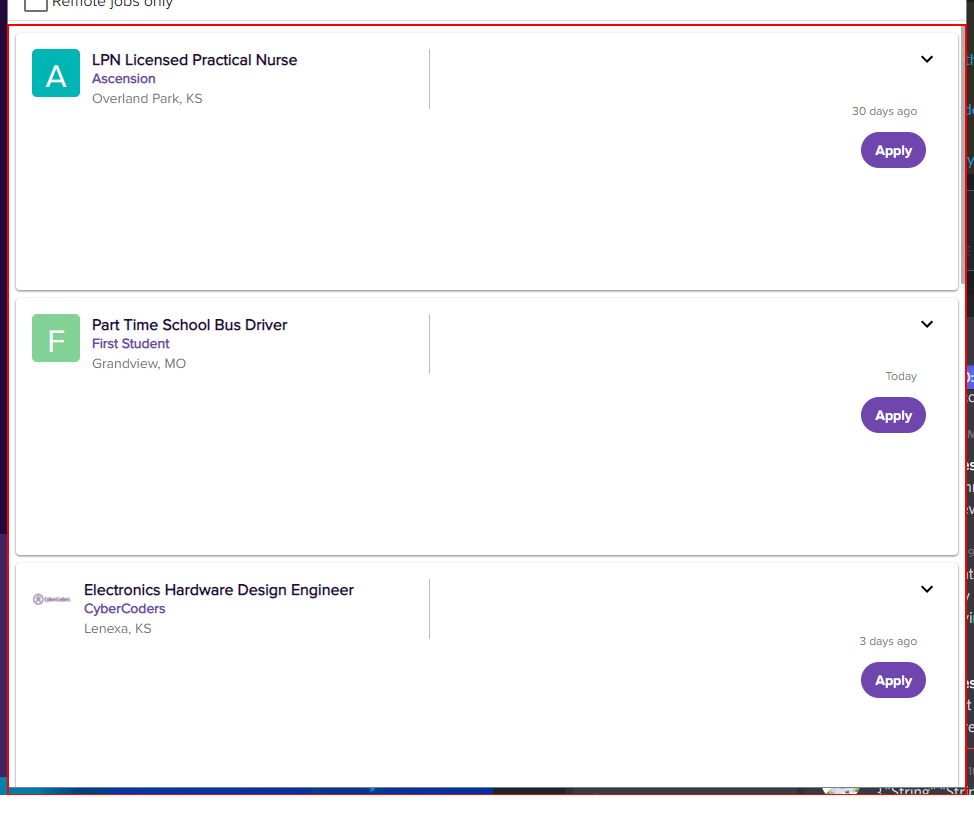 Remote jobs only
A
LPN Licensed Practical Nurse
Ascension
Overland Park, KS
30 days ago
Apply
F
Part Time School Bus Driver
First Student
Grandview, MO
Today
Apply
CyberCoders
Electronics Hardware Design Engineer
CyberCoders
Lenexa, KS
3 days ago
Apply